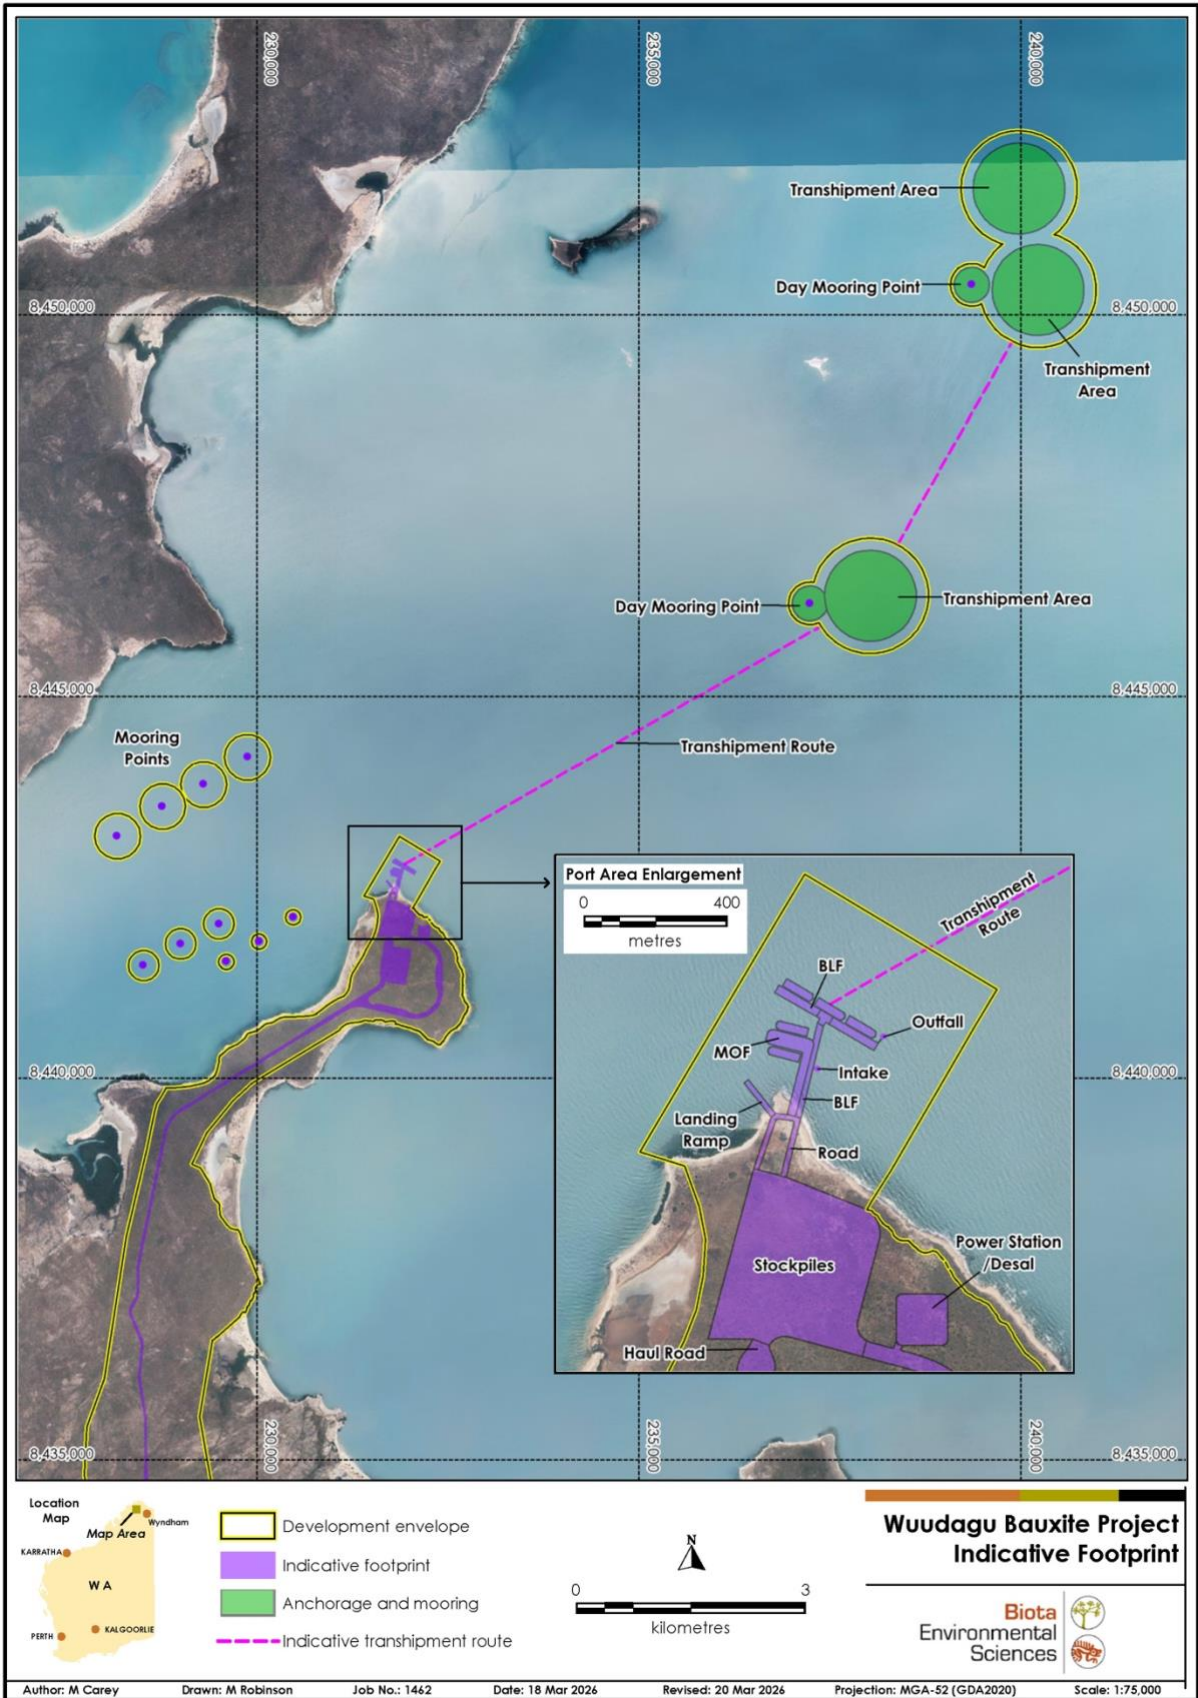 230,000
235,000
240,000
Transhipment Area
Day Mooring Point
8,450,000
8,450,000
Transhipment
Area
Day Mooring Point
Transhipment Area
8,445,000
8,445,000
Mooring
Points
Transhipment Route
Port Area Enlargement
0 400
metres
Transhipment
Route
BLF
Outfall
MOF
Intake
BLF
Landing
Ramp
Road
8,440,000
8,440,000
Power Station
/Desal
Stockpiles
Haul Road
230,000
235,000
240,000
8,435,000
8,435,000
Location
Map
Map Area
Wyndham
KARRATHA
W A
KALGOORLIE
PERTH
Development envelope
Indicative footprint
Anchorage and mooring
Indicative transhipment route
N
0 3
kilometres
Wuudagu Bauxite Project
Indicative Footprint
Biota
Environmental
Sciences
Author: M Carey Drawn: M Robinson Job No.: 1462 Date: 18 Mar 2026 Revised: 20 Mar 2026 Projection: MGA-52 (GDA2020) Scale: 1:75,000